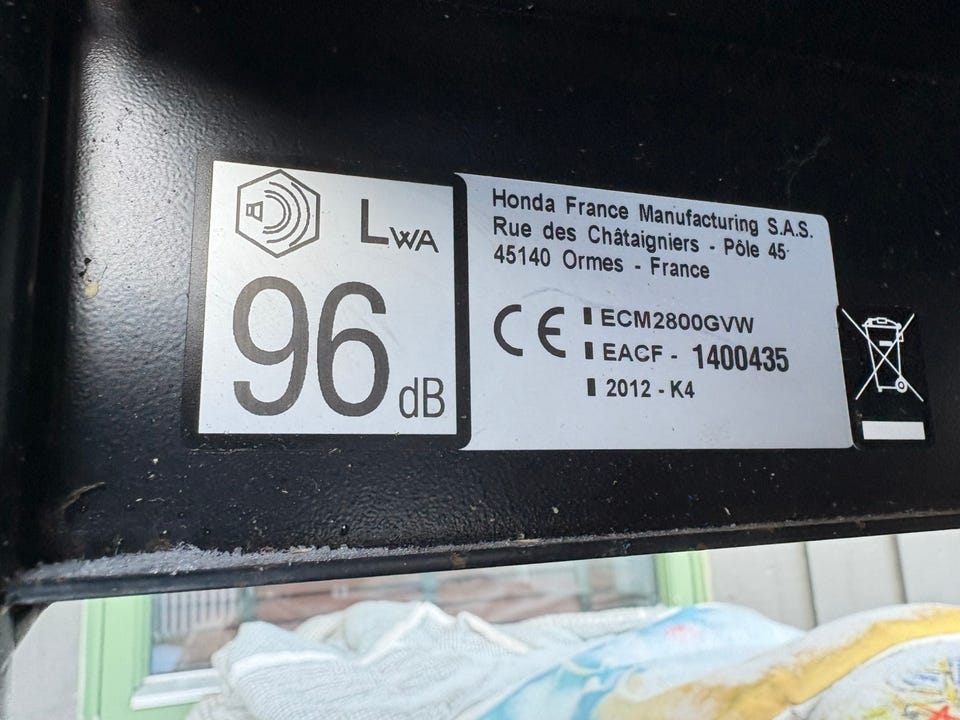 LWA
96 dB
Honda France Manufacturing S.A.S.
Rue des Châtaigniers - Pôle 45
45140 Ormes - France
CE
ECM2800GVW
EACF - 1400435
2012 - K4